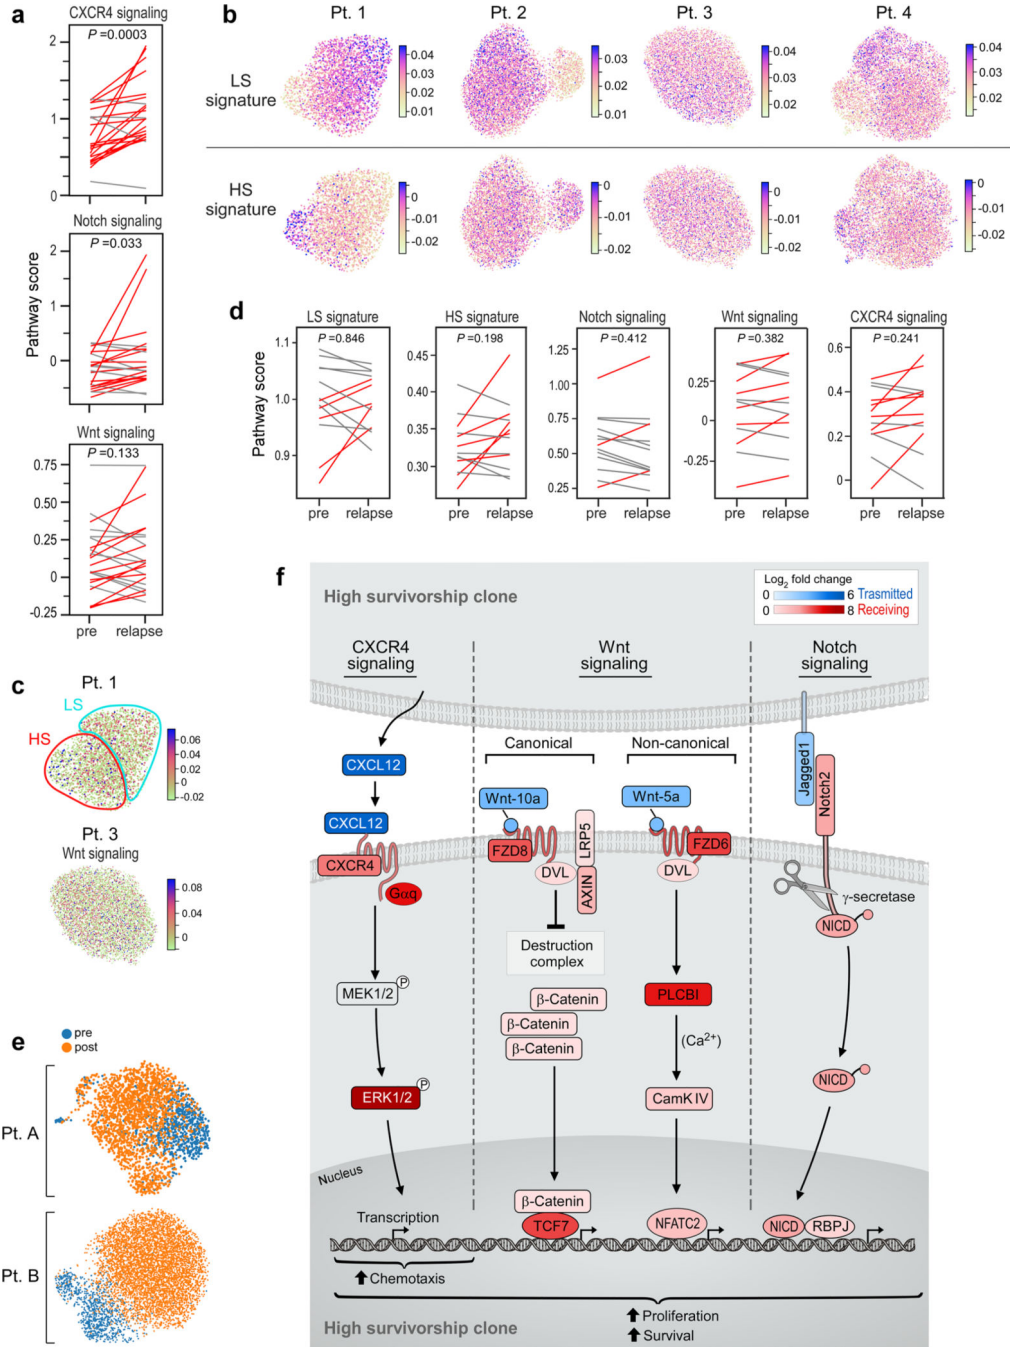 a
CXCR4 signaling
P =0.0003
2
1
0
Notch signaling
P =0.033
2
1
0
Pathway score
Wnt signaling
P =0.133
0.75
0.50
0.25
0
-0.25
pre relapse
b
Pt. 1 Pt. 2 Pt. 3 Pt. 4
LS
signature
0.04
0.03
0.02
0.01
0.03
0.02
0.01
0.04
0.03
0.02
0.04
0.03
0.02
HS
signature
0
-0.01
-0.02
0
-0.01
-0.02
0
-0.01
-0.02
0
-0.01
-0.02
d
Pathway score
LS signature
P =0.846
1.1
1.0
0.9
pre relapse
HS signature
P =0.198
0.45
0.40
0.35
0.30
pre relapse
Notch signaling
P =0.412
1.25
1.00
0.75
0.50
0.25
pre relapse
Wnt signaling
P =0.382
0.25
0
-0.25
pre relapse
CXCR4 signaling
P =0.241
0.6
0.4
0.2
0
pre relapse
c
Pt. 1
LS
HS
0.06
0.04
0.02
0
-0.02
Pt. 3
Wnt signaling
0.08
0.04
0
e
pre
post
Pt. A
Pt. B
f
High survivorship clone
Log2 fold change
0 6 Trasmitted
0 8 Receiving
CXCR4
signaling
Wnt
signaling
Notch
signaling
Canonical
Non-canonical
CXCL12
CXCL12
CXCR4
Gαq
MEK1/2
P
ERK1/2
P
Wnt-10a
FZD8
LRP5
DVL
AXIN
Destruction
complex
β-Catenin
β-Catenin
β-Catenin
Wnt-5a
FZD6
DVL
PLCBI
(Ca2+)
CamK IV
Jagged1
Notch2
γ-secretase
NICD
NICD
Nucleus
Transcription
β-Catenin
TCF7
NFATC2
NICD
RBPJ
Chemotaxis
Proliferation
Survival
High survivorship clone